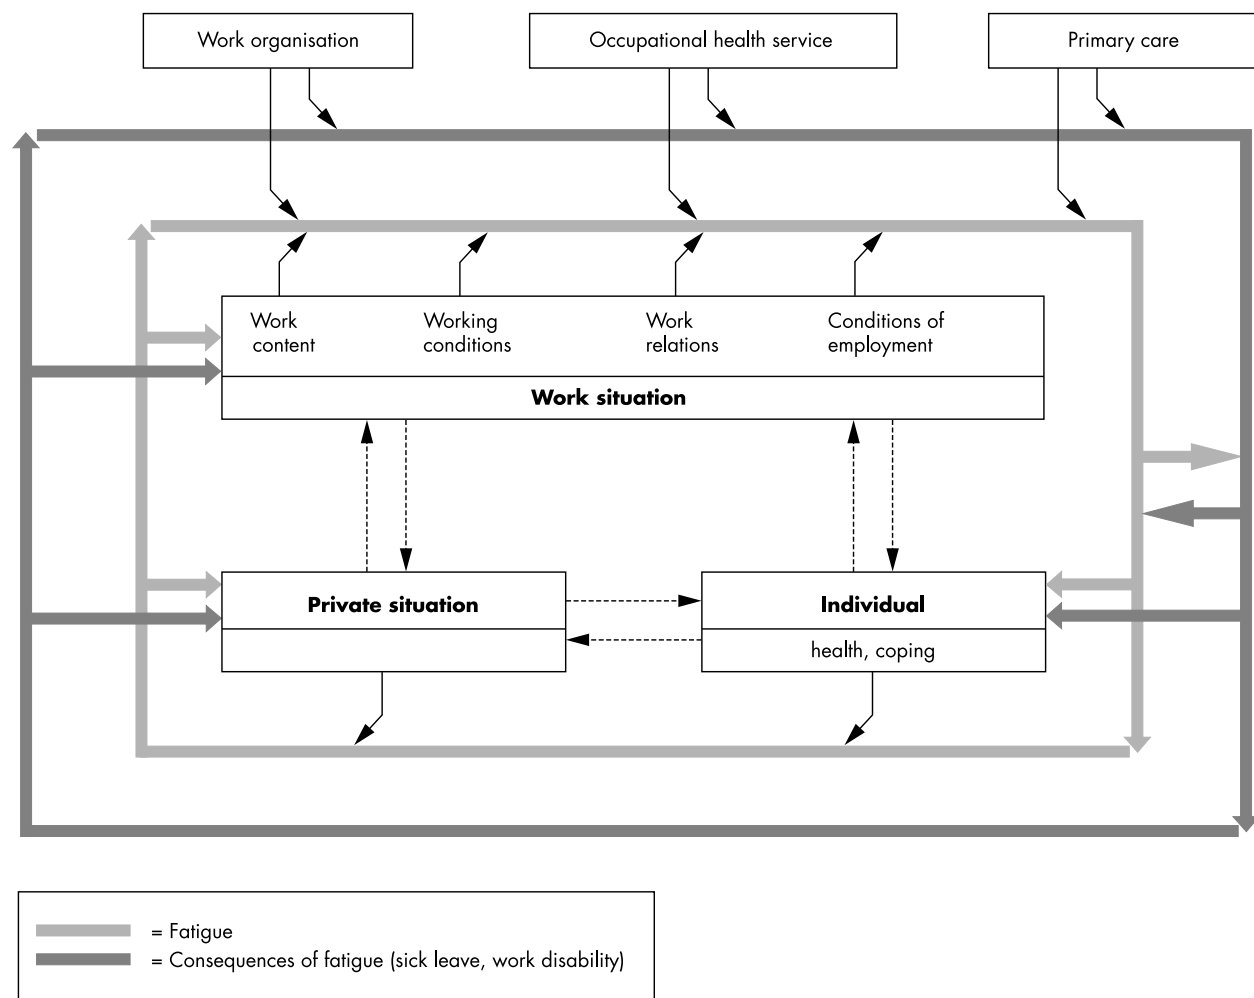 Work organisation
Occupational health service
Primary care
Work
content
Working
conditions
Work
relations
Conditions of
employment
Work situation
Private situation
Individual
health, coping
= Fatigue
= Consequences of fatigue (sick leave, work disability)